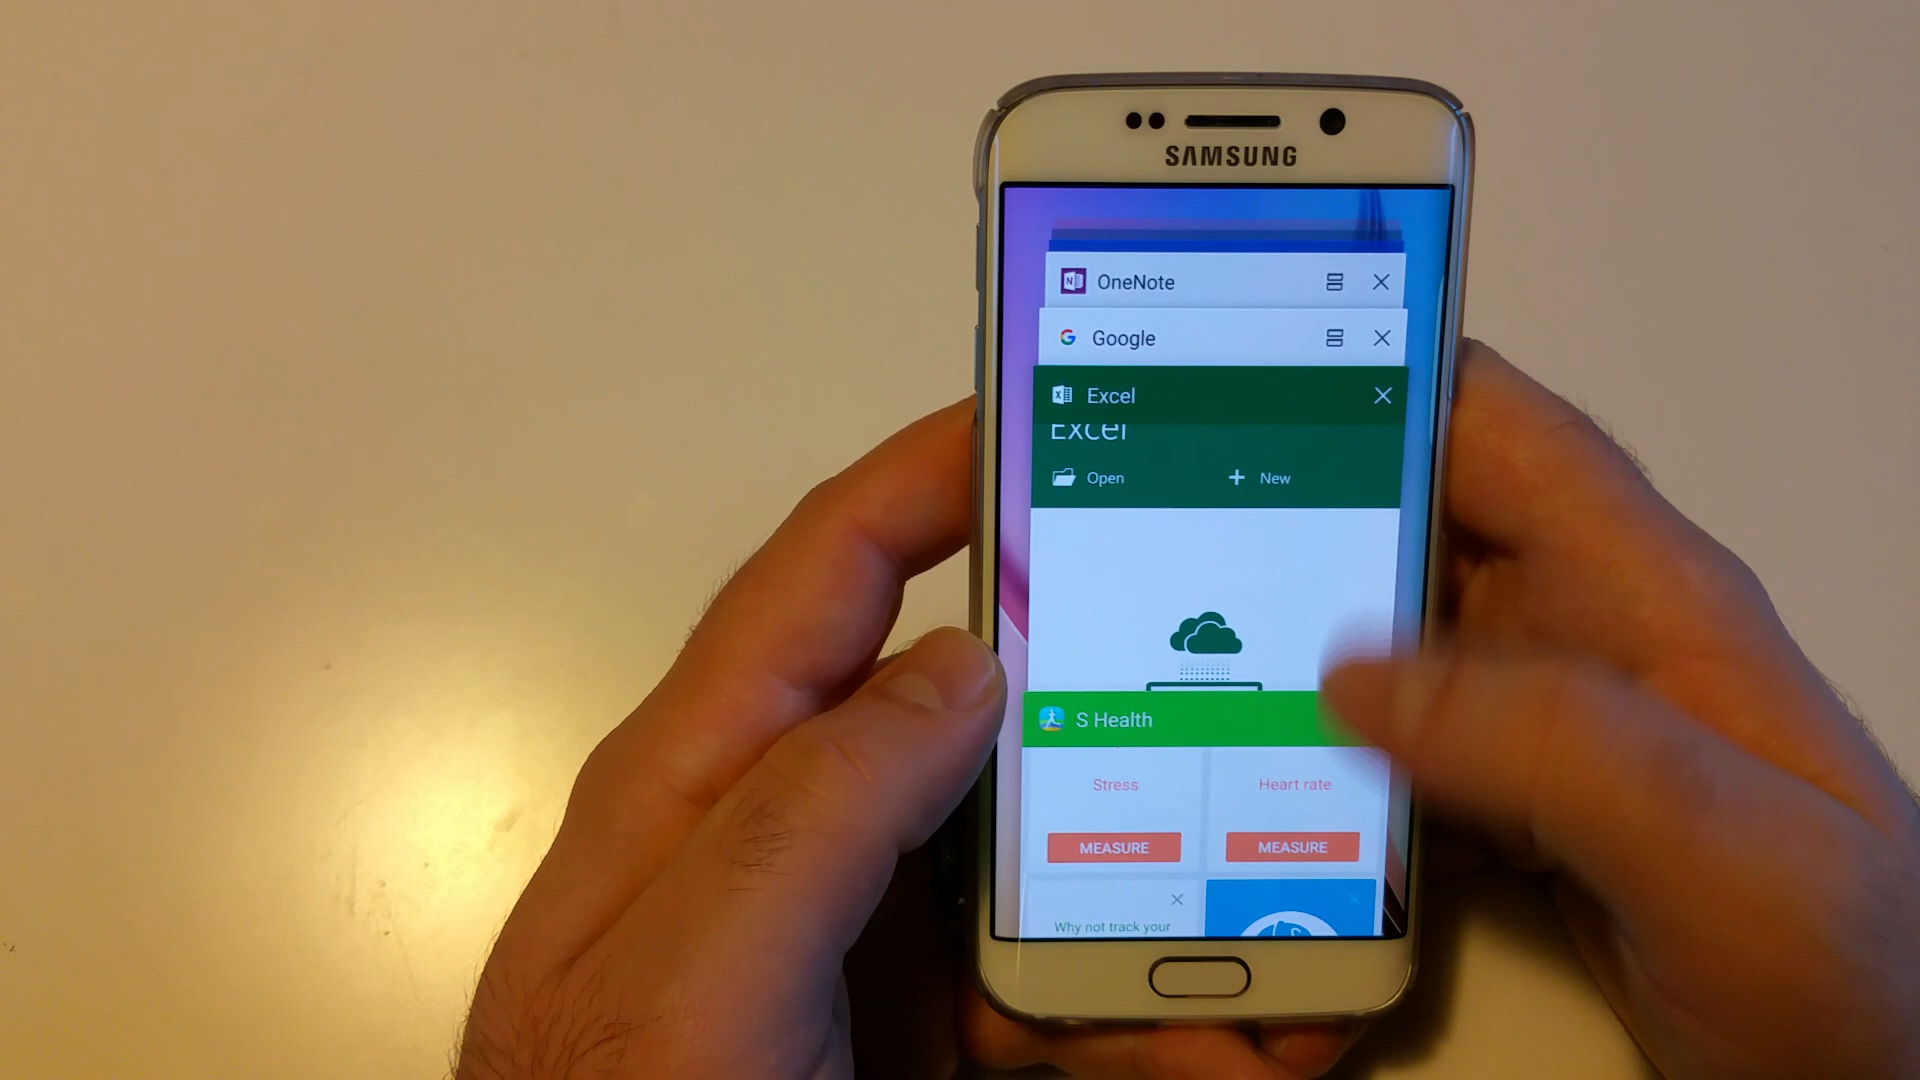 SAMSUNG
OneNote
Google
Excel
Excel
Open
New
S Health
Stress
Heart rate
MEASURE
MEASURE
Why not track your